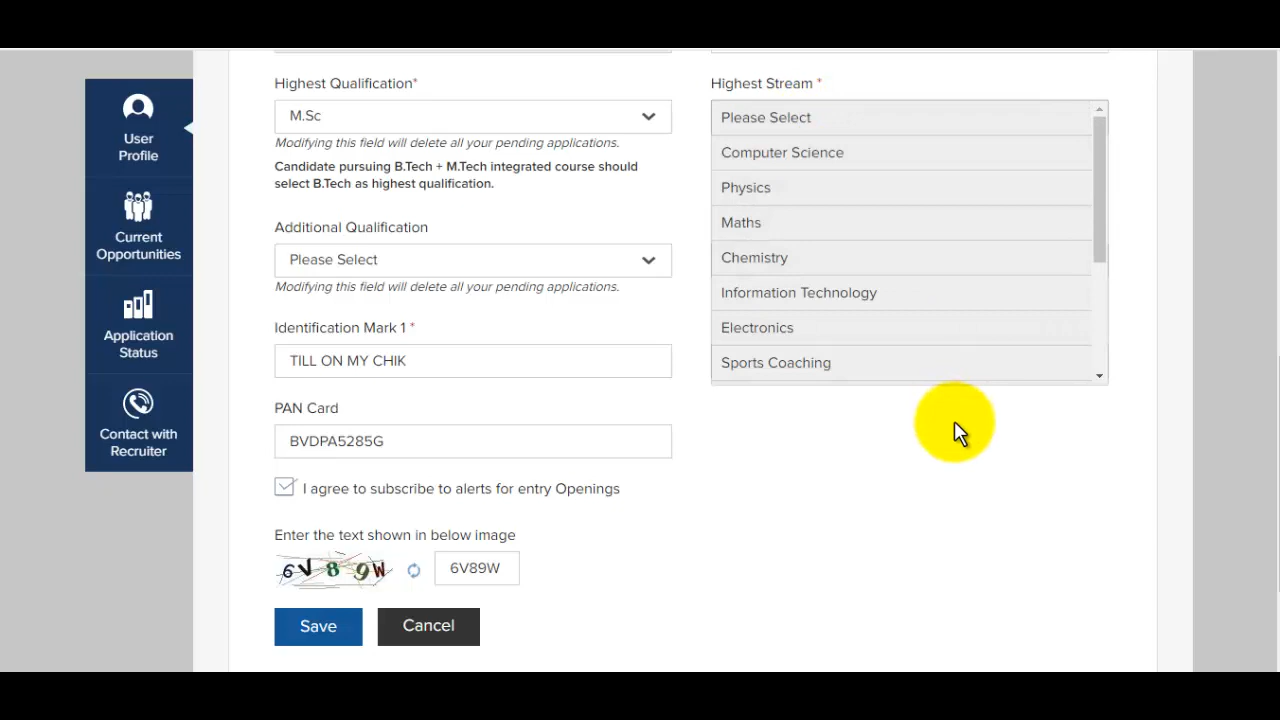 User
Profile
Current
Opportunities
Application
Status
Contact with
Recruiter
Highest Qualification*
M.Sc
Modifying this field will delete all your pending applications.
Candidate pursuing B.Tech + M.Tech integrated course should
select B.Tech as highest qualification.
Additional Qualification
Please Select
Modifying this field will delete all your pending applications.
Identification Mark 1 *
TILL ON MY CHIK
PAN Card
BVDPA5285G
I agree to subscribe to alerts for entry Openings
Enter the text shown in below image
6V89W
6V89W
Save
Cancel
Highest Stream *
Please Select
Computer Science
Physics
Maths
Chemistry
Information Technology
Electronics
Sports Coaching